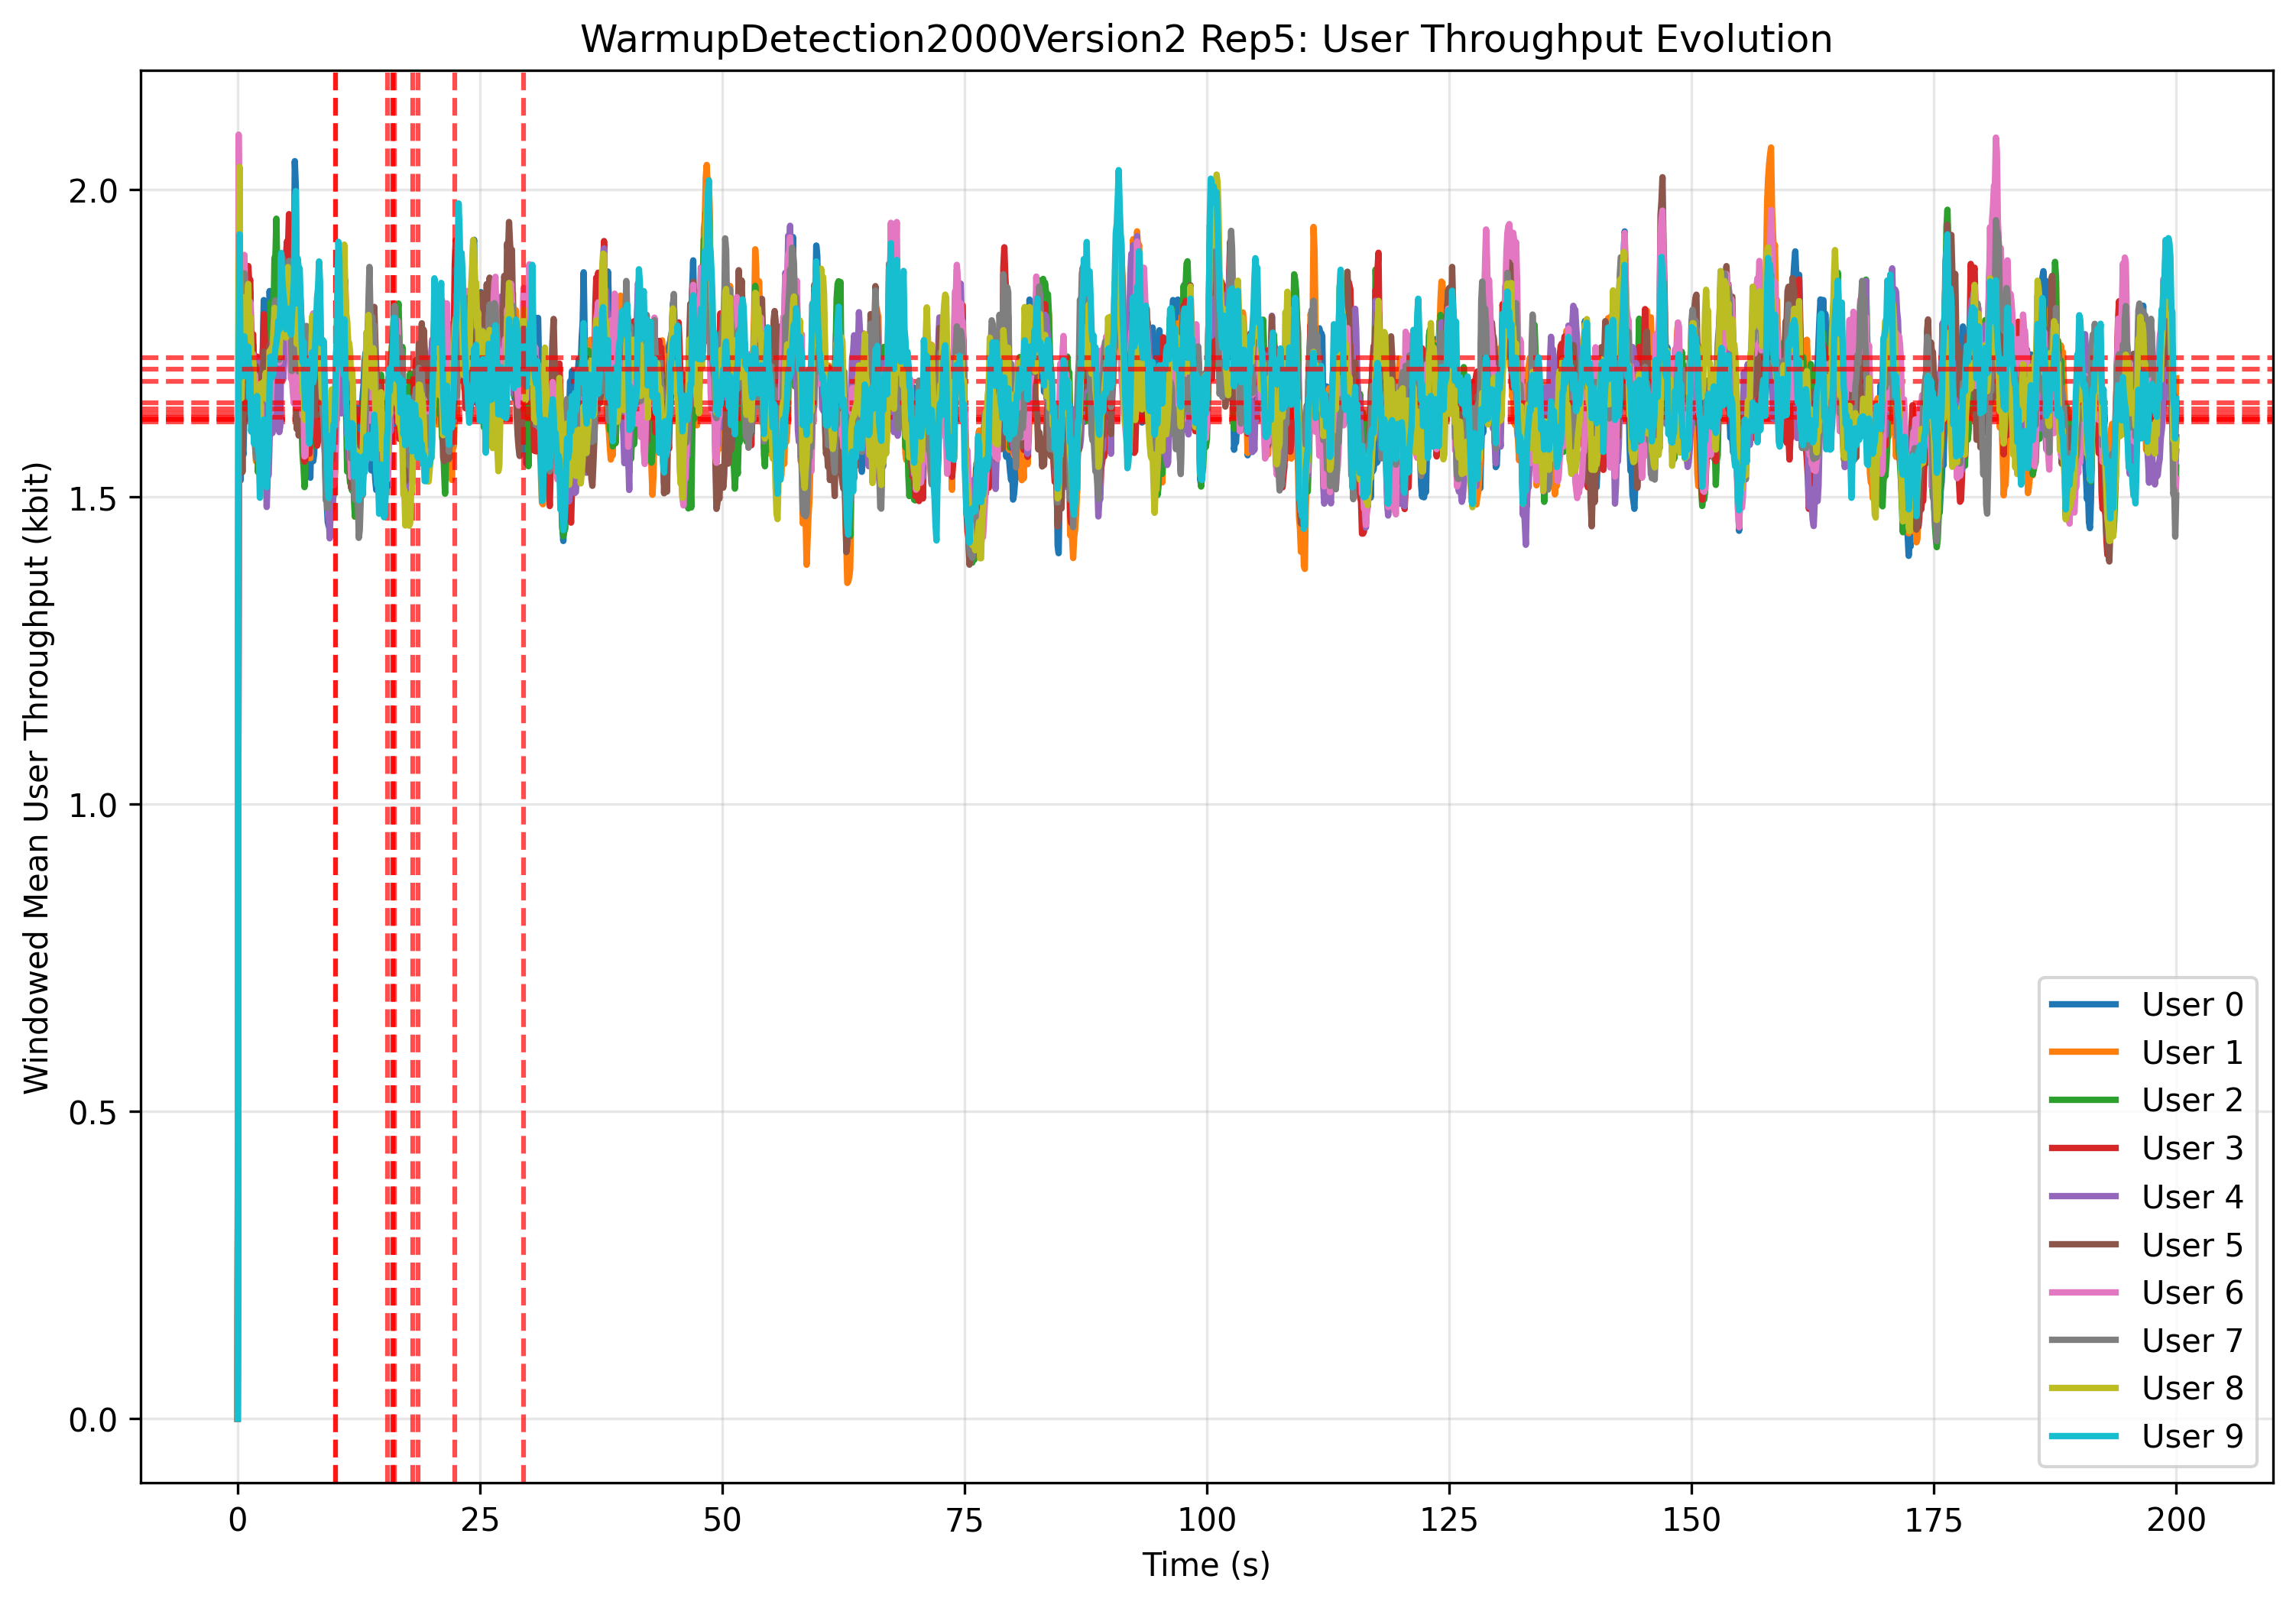 WarmupDetection2000Version2 Rep5: User Throughput Evolution
Windowed Mean User Throughput (kbit)
2.0
1.5
1.0
0.5
0.0
0 25 50 75 100 125 150 175 200
Time (s)
User 0
User 1
User 2
User 3
User 4
User 5
User 6
User 7
User 8
User 9